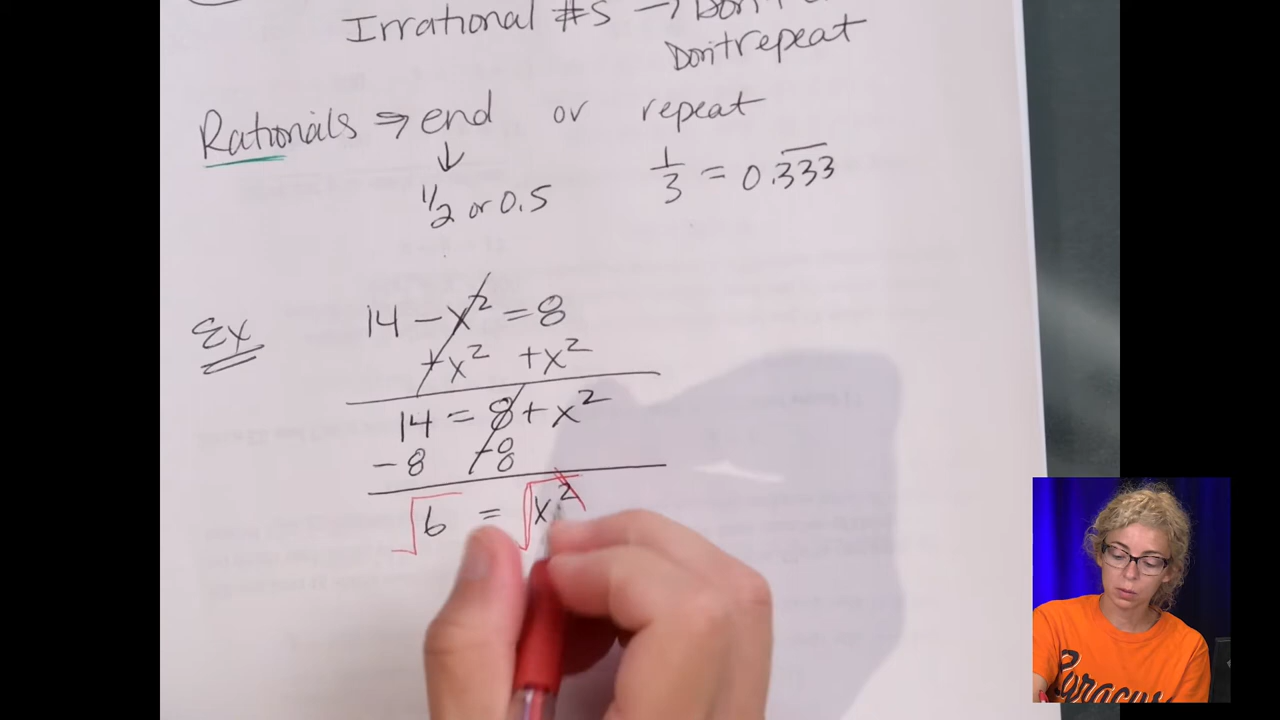 Irrational #s → Don't
Don't repeat
Rationals ⇒ end or repeat
↓
1/2 or 0.5
1/3 = 0.333
Ex
14 - x² = 8
+x² +x²
14 = 8 + x²
-8 -8
√6 = √x²
Syracus